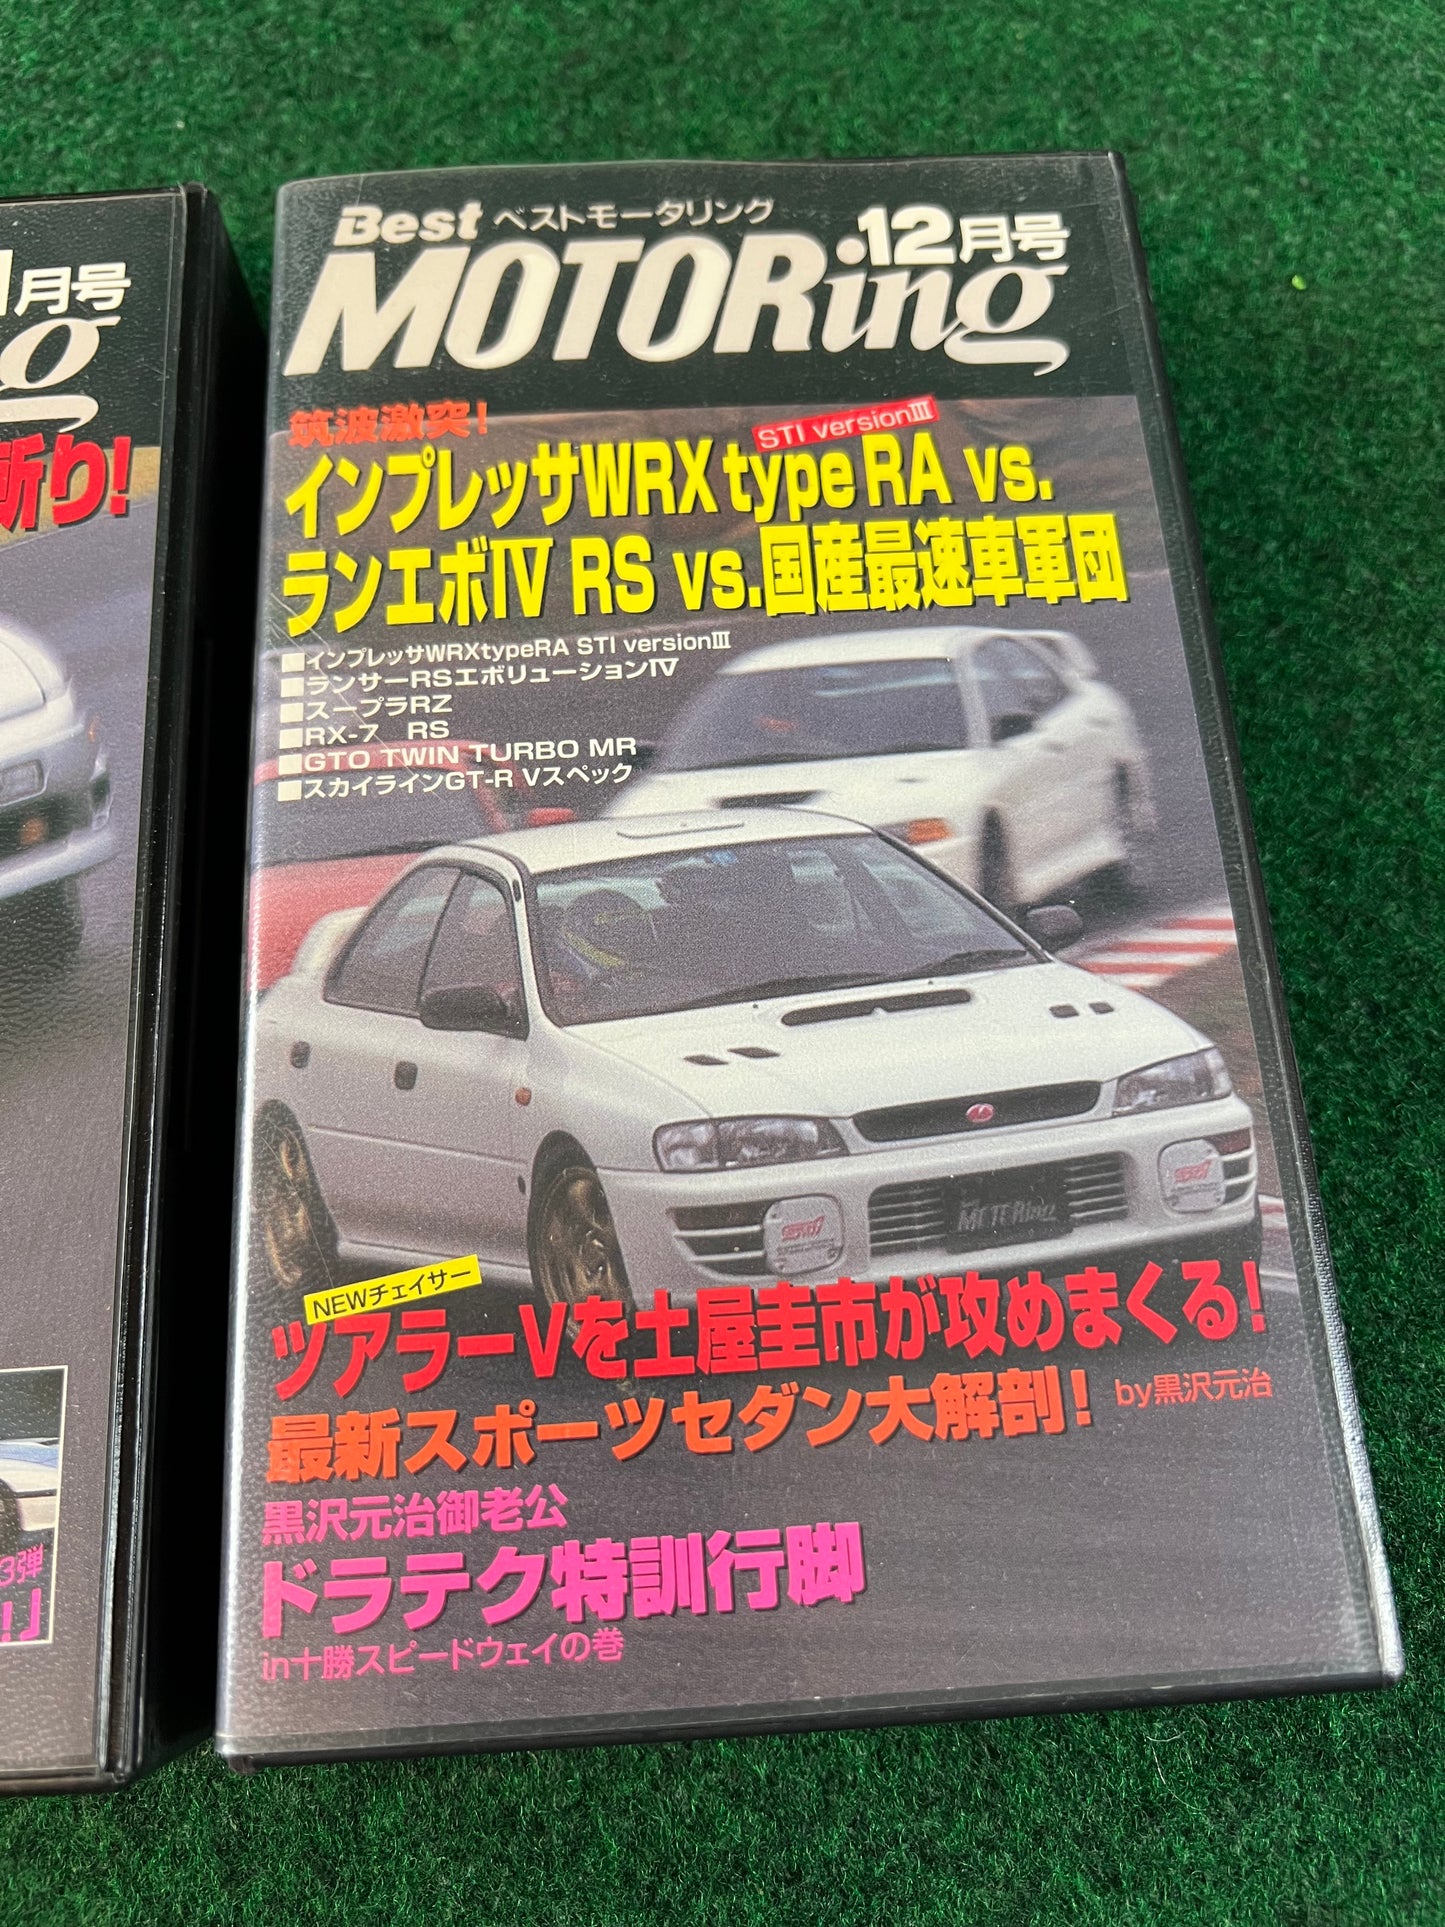 1月号
g
斬り!
3弾
!」
Best ベストモータリング 12月号
MOTORing
筑波激突!
STI versionⅢ
インプレッサWRX type RA vs.
ランエボⅣ RS vs.国産最速車軍団
■インプレッサWRXtypeRA STI versionⅢ
■ランサーRSエボリューションⅣ
■スープラRZ
■RX-7 RS
■GTO TWIN TURBO MR
■スカイラインGT-R Vスペック
MOTORing
NEWチェイサー
ツアラーVを土屋圭市が攻めまくる!
最新スポーツセダン大解剖! by黒沢元治
黒沢元治御老公
ドラテク特訓行脚
in十勝スピードウェイの巻